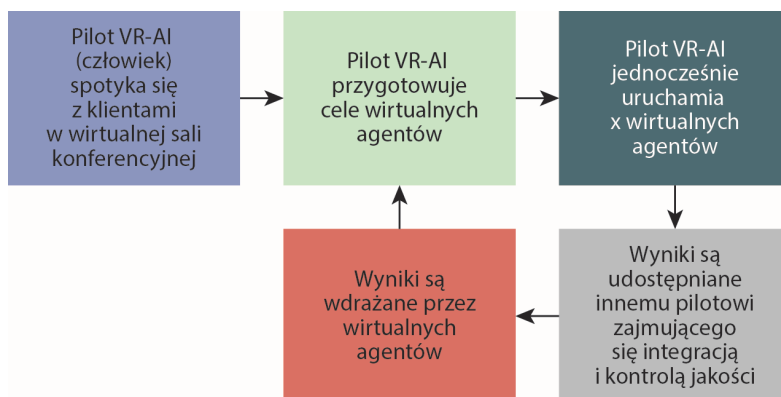 Pilot VR-AI
(człowiek)
spotyka się
z klientami
w wirtualnej sali
konferencyjnej
Pilot VR-AI
przygotowuje
cele wirtualnych
agentów
Pilot VR-AI
jednocześnie
uruchamia
x wirtualnych
agentów
Wyniki są
udostępniane
innemu pilotowi
zajmującego
się integracją
i kontrolą jakości
Wyniki są
wdrażane przez
wirtualnych
agentów